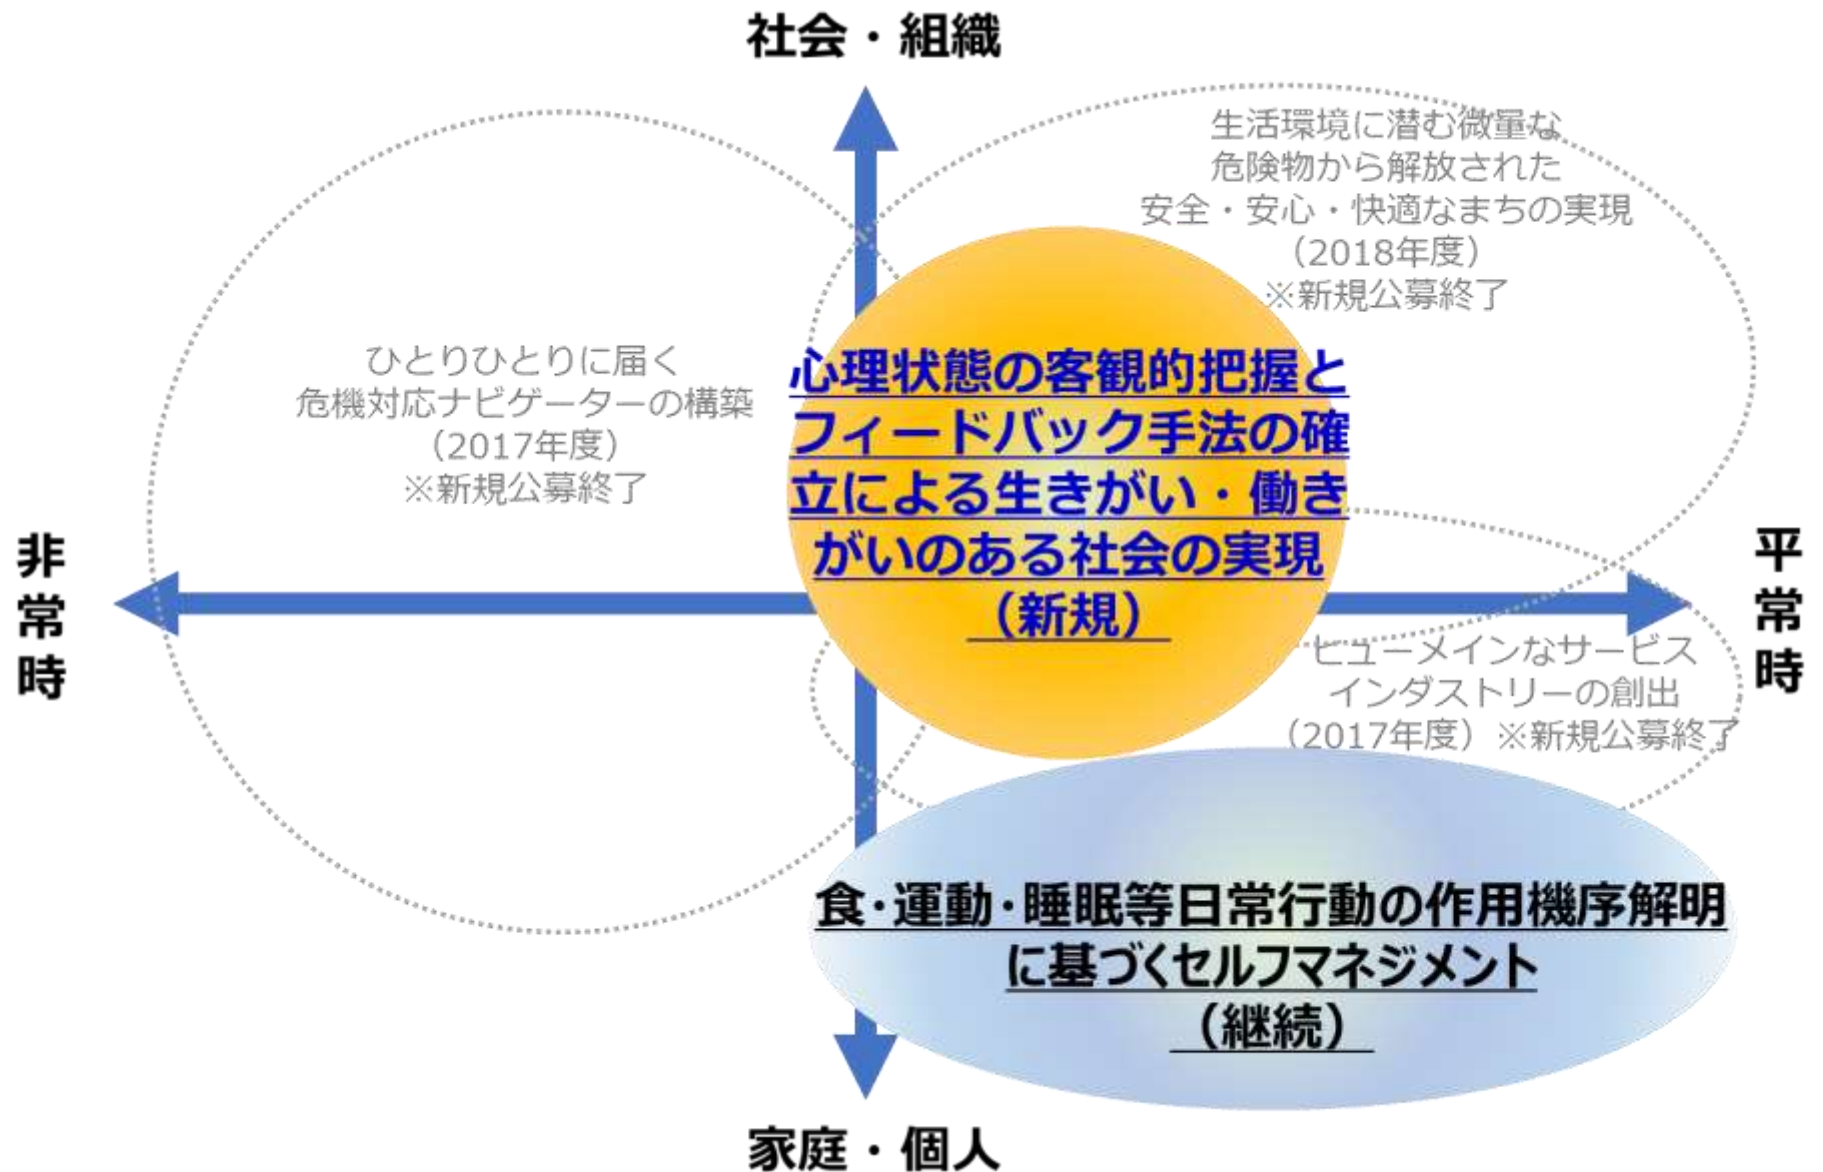 社会・組織
生活環境に潜む微量な
危険物から解放された
安全・安心・快適なまちの実現
（2018年度）
※新規公募終了
ひとりひとりに届く
危機対応ナビゲーターの構築
（2017年度）
※新規公募終了
心理状態の客観的把握と
フィードバック手法の確
立による生きがい・働き
がいのある社会の実現
（新規）
非常時
平常時
ヒューメインなサービス
インダストリーの創出
（2017年度）※新規公募終了
食・運動・睡眠等日常行動の作用機序解明
に基づくセルフマネジメント
（継続）
家庭・個人